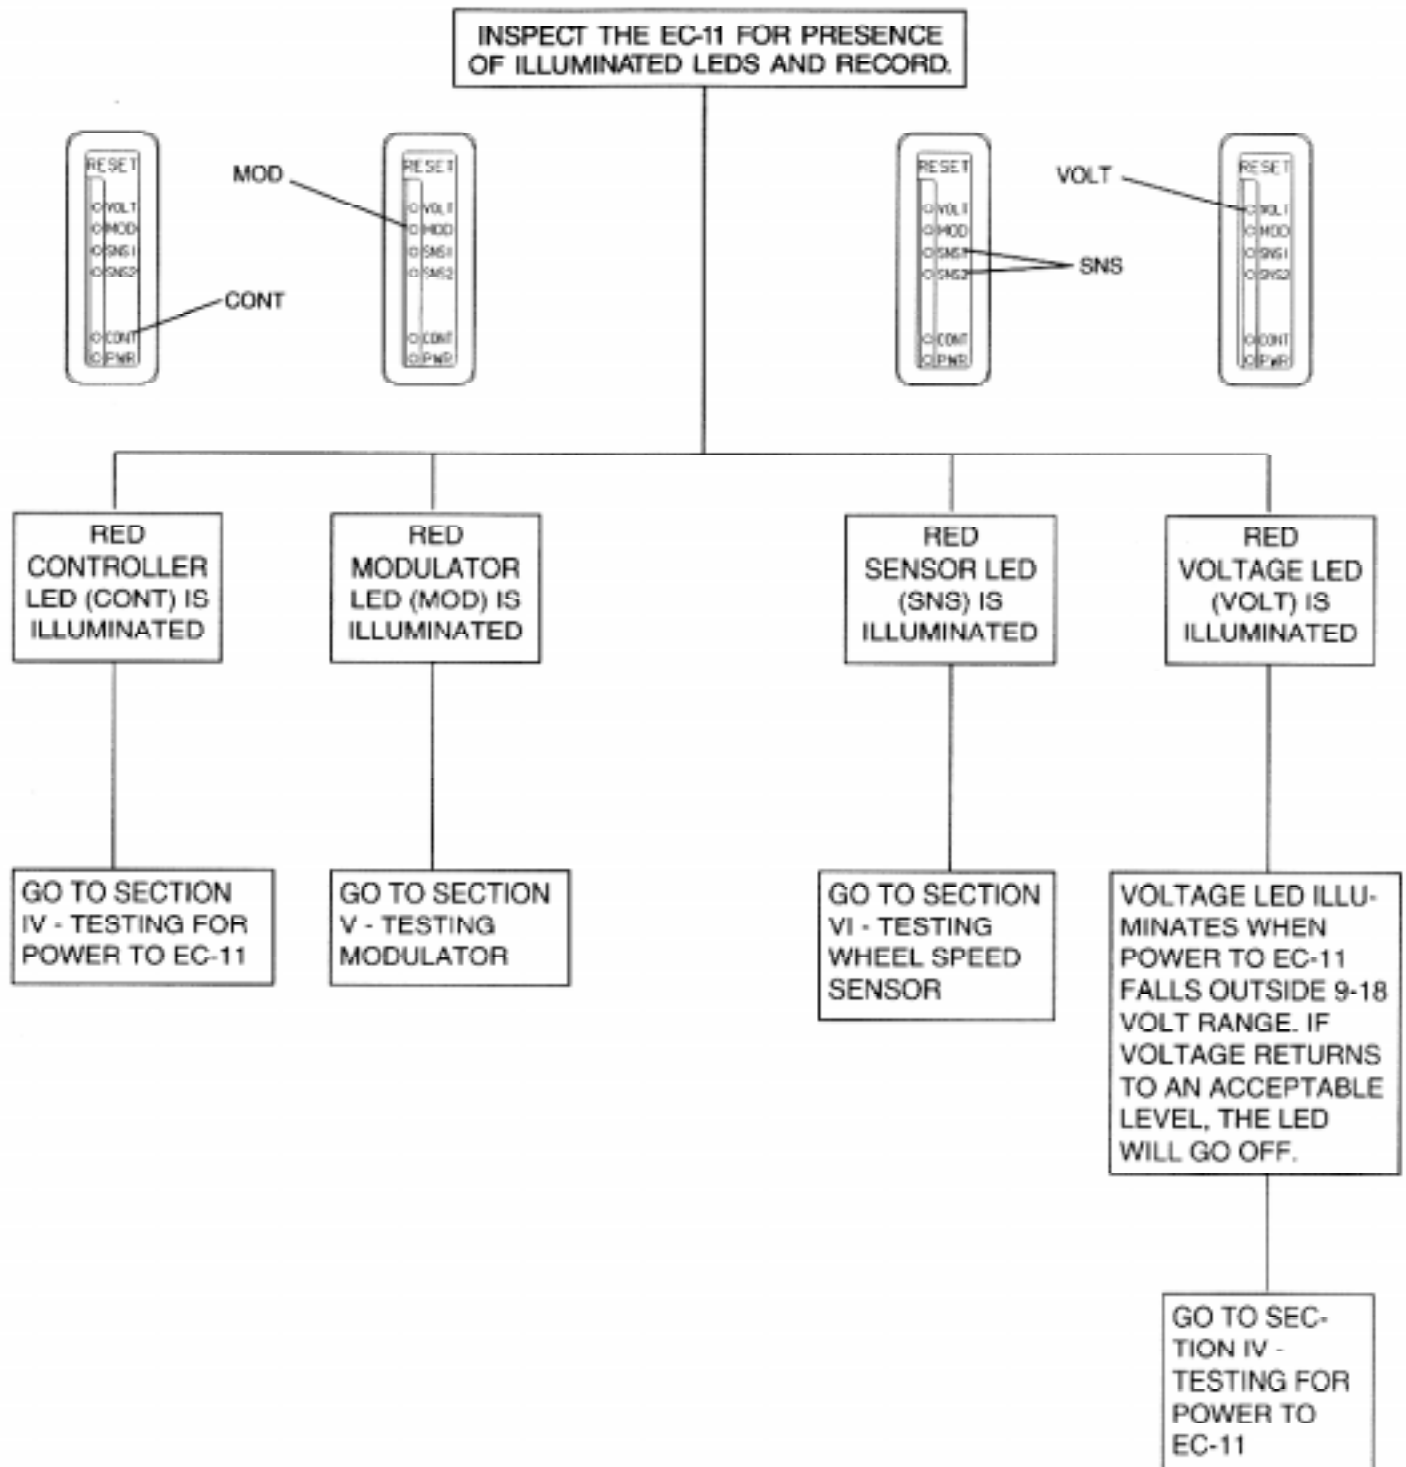 INSPECT THE EC-11 FOR PRESENCE
OF ILLUMINATED LEDS AND RECORD.
RESET
VOLT
MOD
SNS1
SNS2
CONT
PWR
CONT
MOD
RESET
VOLT
MOD
SNS1
SNS2
CONT
PWR
RESET
VOLT
MOD
SNS1
SNS2
CONT
PWR
SNS
VOLT
RESET
VOLT
MOD
SNS1
SNS2
CONT
PWR
RED
CONTROLLER
LED (CONT) IS
ILLUMINATED
RED
MODULATOR
LED (MOD) IS
ILLUMINATED
RED
SENSOR LED
(SNS) IS
ILLUMINATED
RED
VOLTAGE LED
(VOLT) IS
ILLUMINATED
GO TO SECTION
IV - TESTING FOR
POWER TO EC-11
GO TO SECTION
V - TESTING
MODULATOR
GO TO SECTION
VI - TESTING
WHEEL SPEED
SENSOR
VOLTAGE LED ILLU-
MINATES WHEN
POWER TO EC-11
FALLS OUTSIDE 9-18
VOLT RANGE. IF
VOLTAGE RETURNS
TO AN ACCEPTABLE
LEVEL, THE LED
WILL GO OFF.
GO TO SEC-
TION IV -
TESTING FOR
POWER TO
EC-11